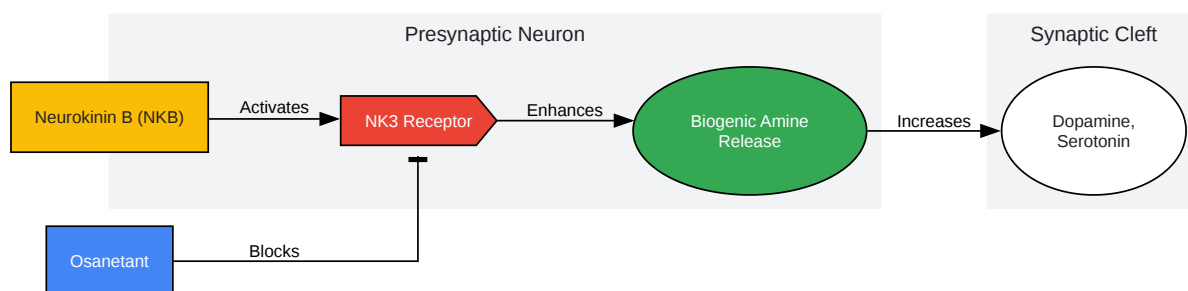 Presynaptic Neuron
Synaptic Cleft
Neurokinin B (NKB)
Activates
NK3 Receptor
Enhances
Biogenic Amine
Release
Increases
Dopamine,
Serotonin
Osanetant
Blocks